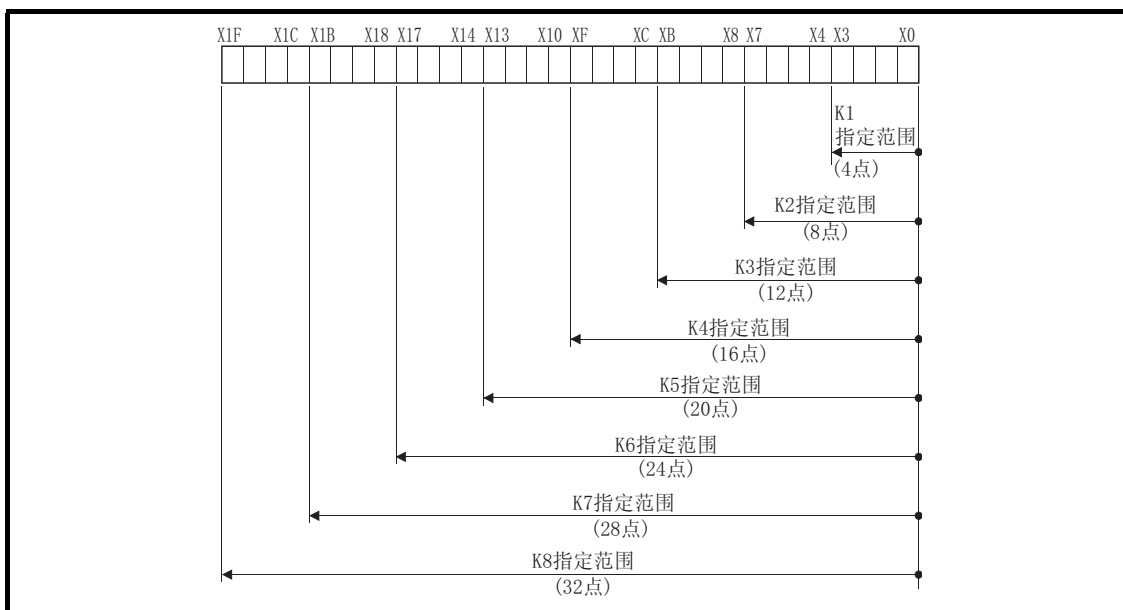 X1F X1C X1B X18 X17 X14 X13 X10 XF XC XB X8 X7 X4 X3 X0
K1
指定范围
(4点)
K2指定范围
(8点)
K3指定范围
(12点)
K4指定范围
(16点)
K5指定范围
(20点)
K6指定范围
(24点)
K7指定范围
(28点)
K8指定范围
(32点)